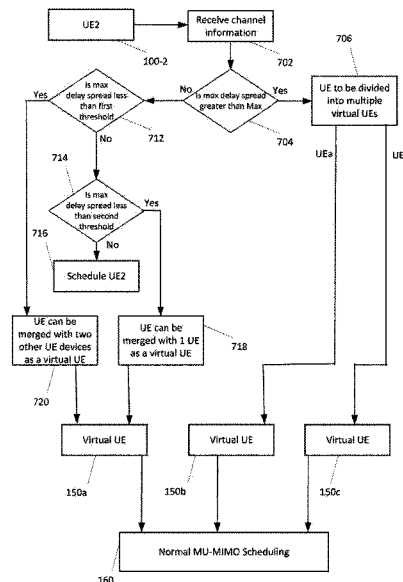 UE2
100-2
Receive channel
information
702
706
Is max
delay spread less
than first
threshold
712
Yes
No
Is max delay spread
greater than Max
704
Yes
UE to be divided
into multiple
virtual UEs
UEa
UE
No
714
Is max
delay spread less
than second
threshold
Yes
716
No
Schedule UE2
UE can be
merged with two
other UE devices
as a virtual UE
720
UE can be
merged with 1 UE
as a virtual UE
718
Virtual UE
150a
Virtual UE
150b
Virtual UE
150c
Normal MU-MIMO Scheduling
160